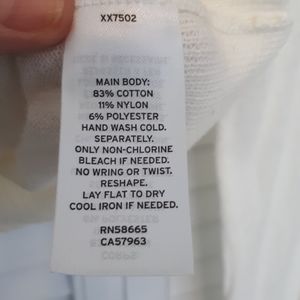 XX7502
MAIN BODY:
83% COTTON
11% NYLON
6% POLYESTER
HAND WASH COLD.
SEPARATELY.
ONLY NON-CHLORINE
BLEACH IF NEEDED.
NO WRING OR TWIST.
RESHAPE.
LAY FLAT TO DRY
COOL IRON IF NEEDED.
RN58665
CA57963